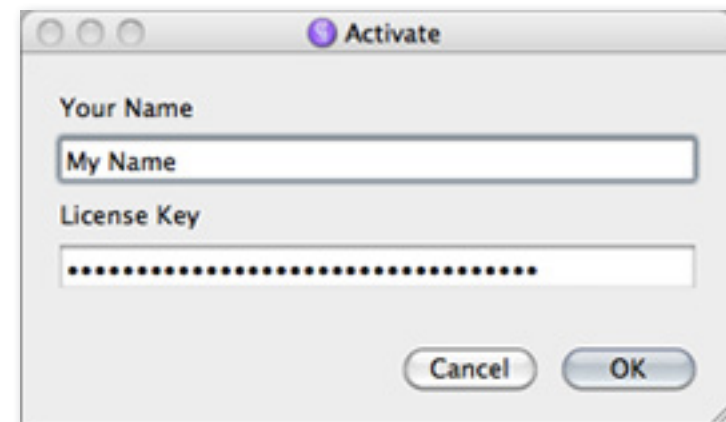 Activate
Your Name
My Name
License Key
••••••••••••••••••••••••••••••••••
Cancel
OK